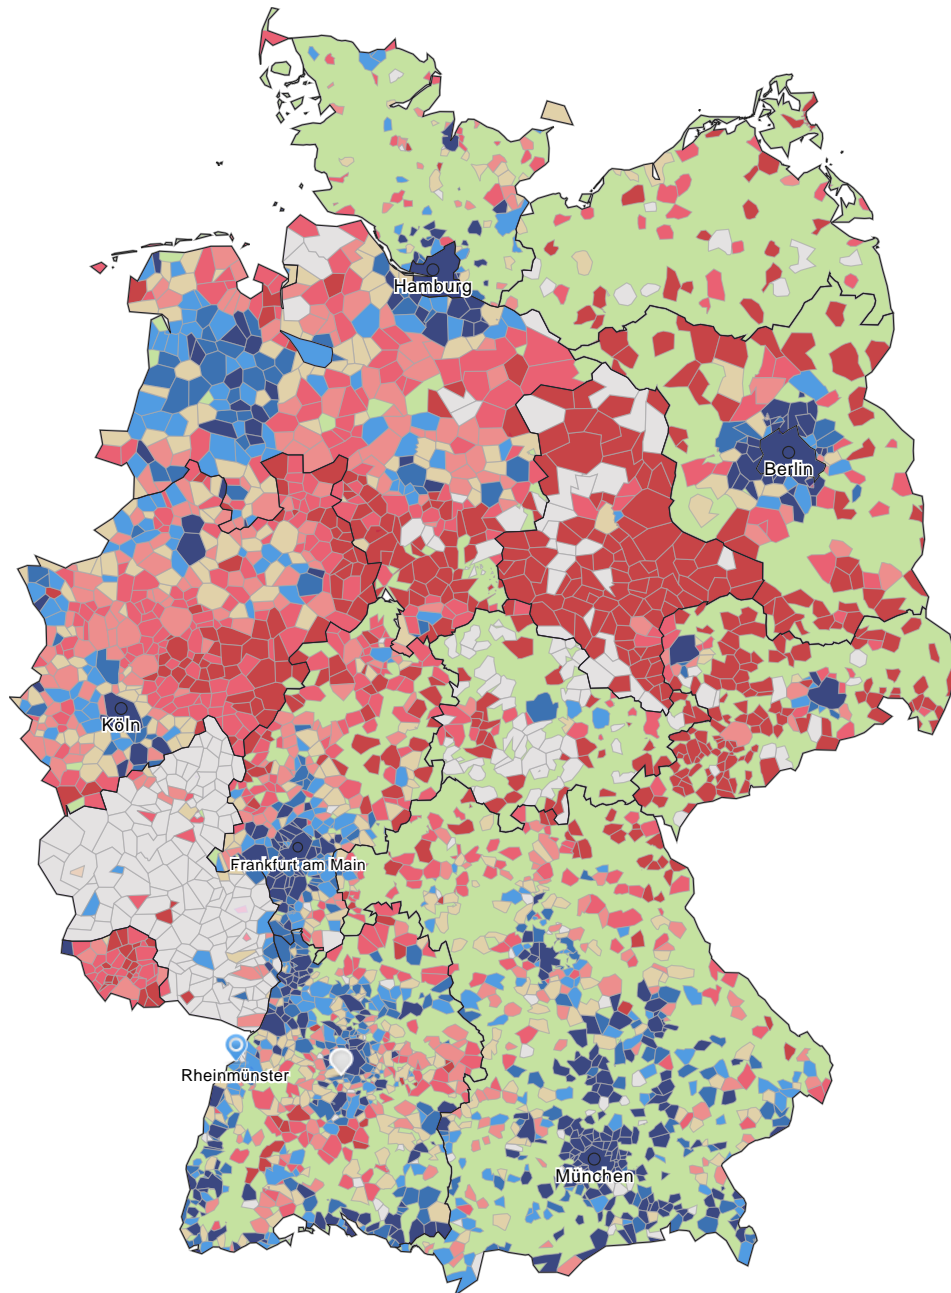 Hamburg
Berlin
Köln
Frankfurt am Main
Rheinmünster
München